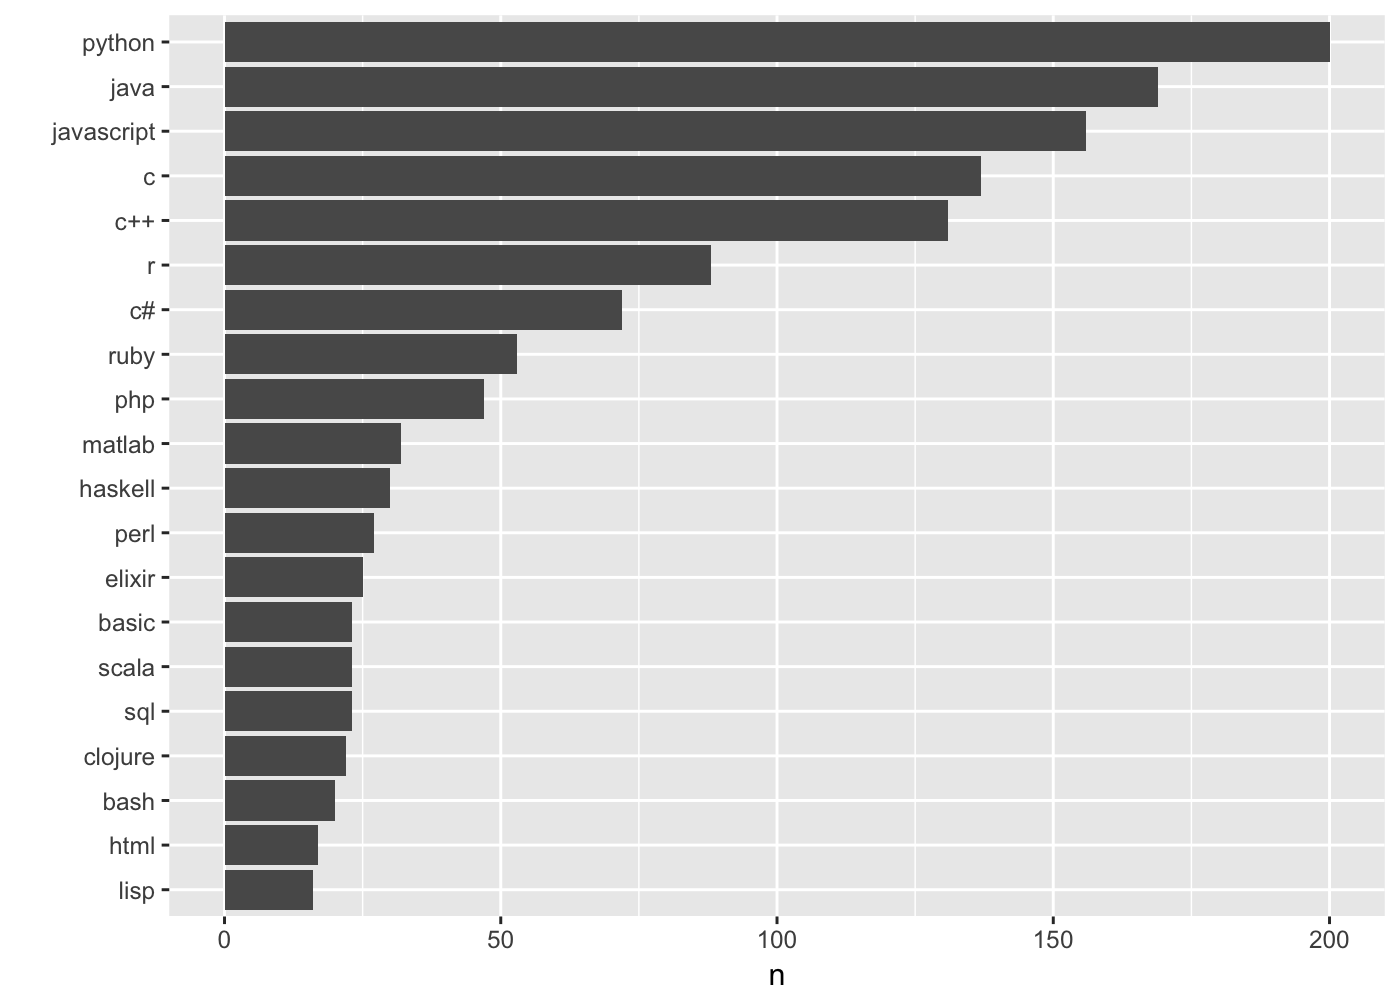 python
java
javascript
c
c++
r
c#
ruby
php
matlab
haskell
perl
elixir
basic
scala
sql
clojure
bash
html
lisp
0 50 100 150 200
n